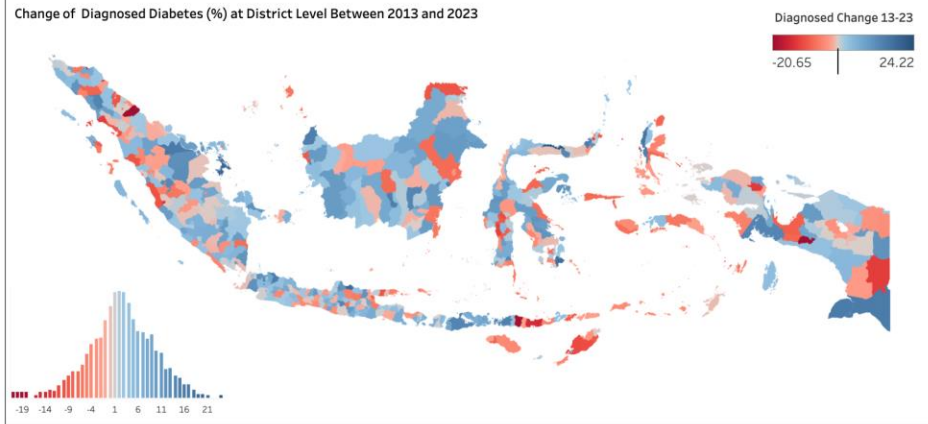 Change of Diagnosed Diabetes (%) at District Level Between 2013 and 2023
Diagnosed Change 13-23
-20.65 24.22
-19 -14 -9 -4 1 6 11 16 21